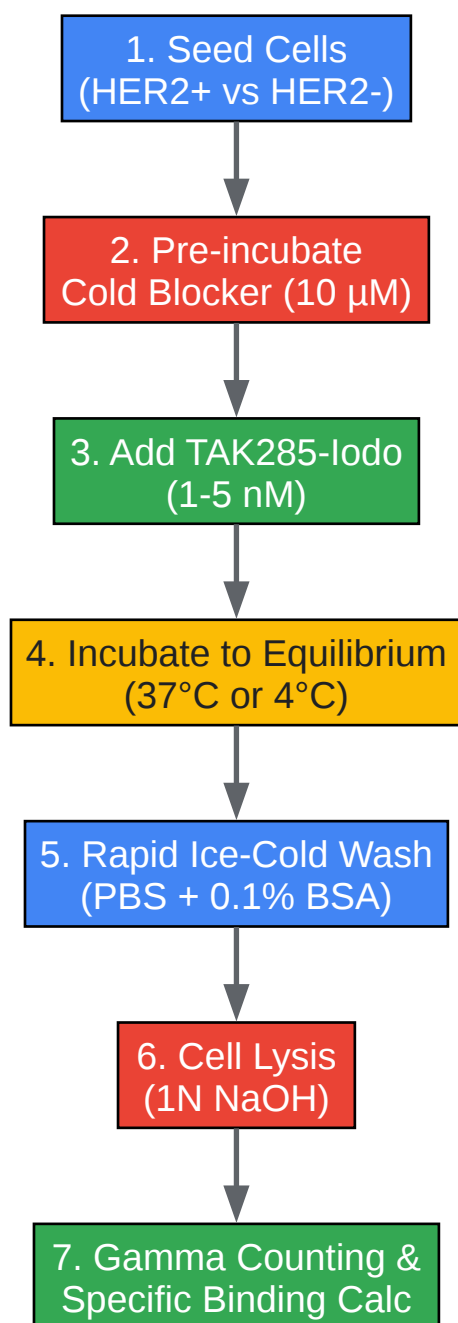 1. Seed Cells
(HER2+ vs HER2-)
2. Pre-incubate
Cold Blocker (10 µM)
3. Add TAK285-Iodo
(1-5 nM)
4. Incubate to Equilibrium
(37°C or 4°C)
5. Rapid Ice-Cold Wash
(PBS + 0.1% BSA)
6. Cell Lysis
(1N NaOH)
7. Gamma Counting &
Specific Binding Calc